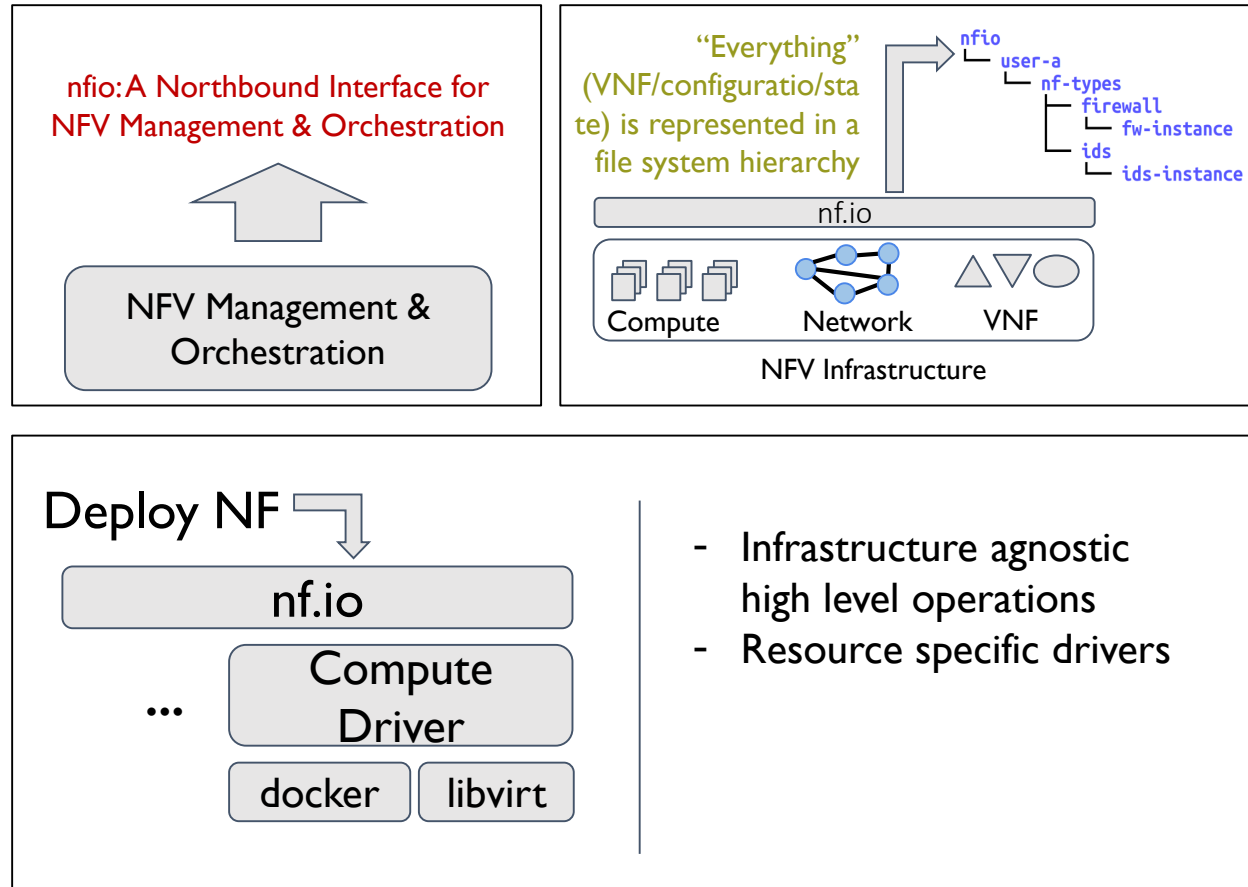 nfio: A Northbound Interface for
NFV Management & Orchestration
NFV Management &
Orchestration
“Everything”
(VNF/configuratio/sta
te) is represented in a
file system hierarchy
nfio
user-a
nf-types
firewall
fw-instance
ids
ids-instance
nf.io
Compute
Network
VNF
NFV Infrastructure
Deploy NF
nf.io
...
Compute
Driver
docker
libvirt
- Infrastructure agnostic
high level operations
- Resource specific drivers